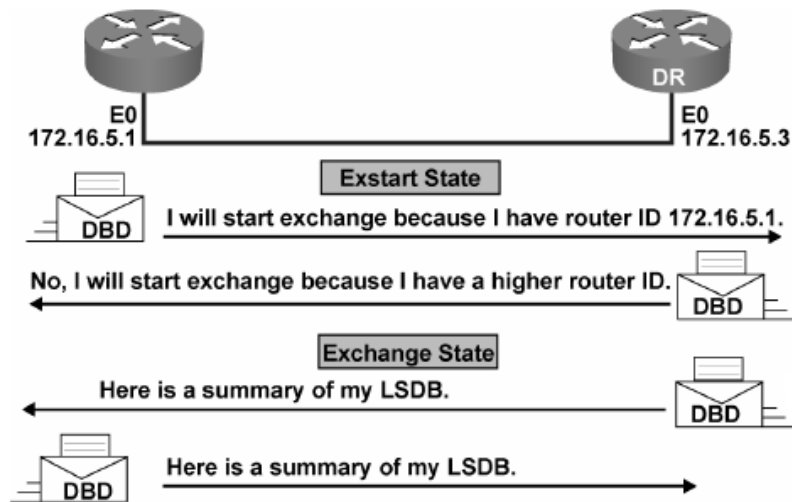 DR
E0
172.16.5.1
E0
172.16.5.3
Exstart State
DBD
I will start exchange because I have router ID 172.16.5.1.
No, I will start exchange because I have a higher router ID.
DBD
Exchange State
Here is a summary of my LSDB.
DBD
DBD
Here is a summary of my LSDB.